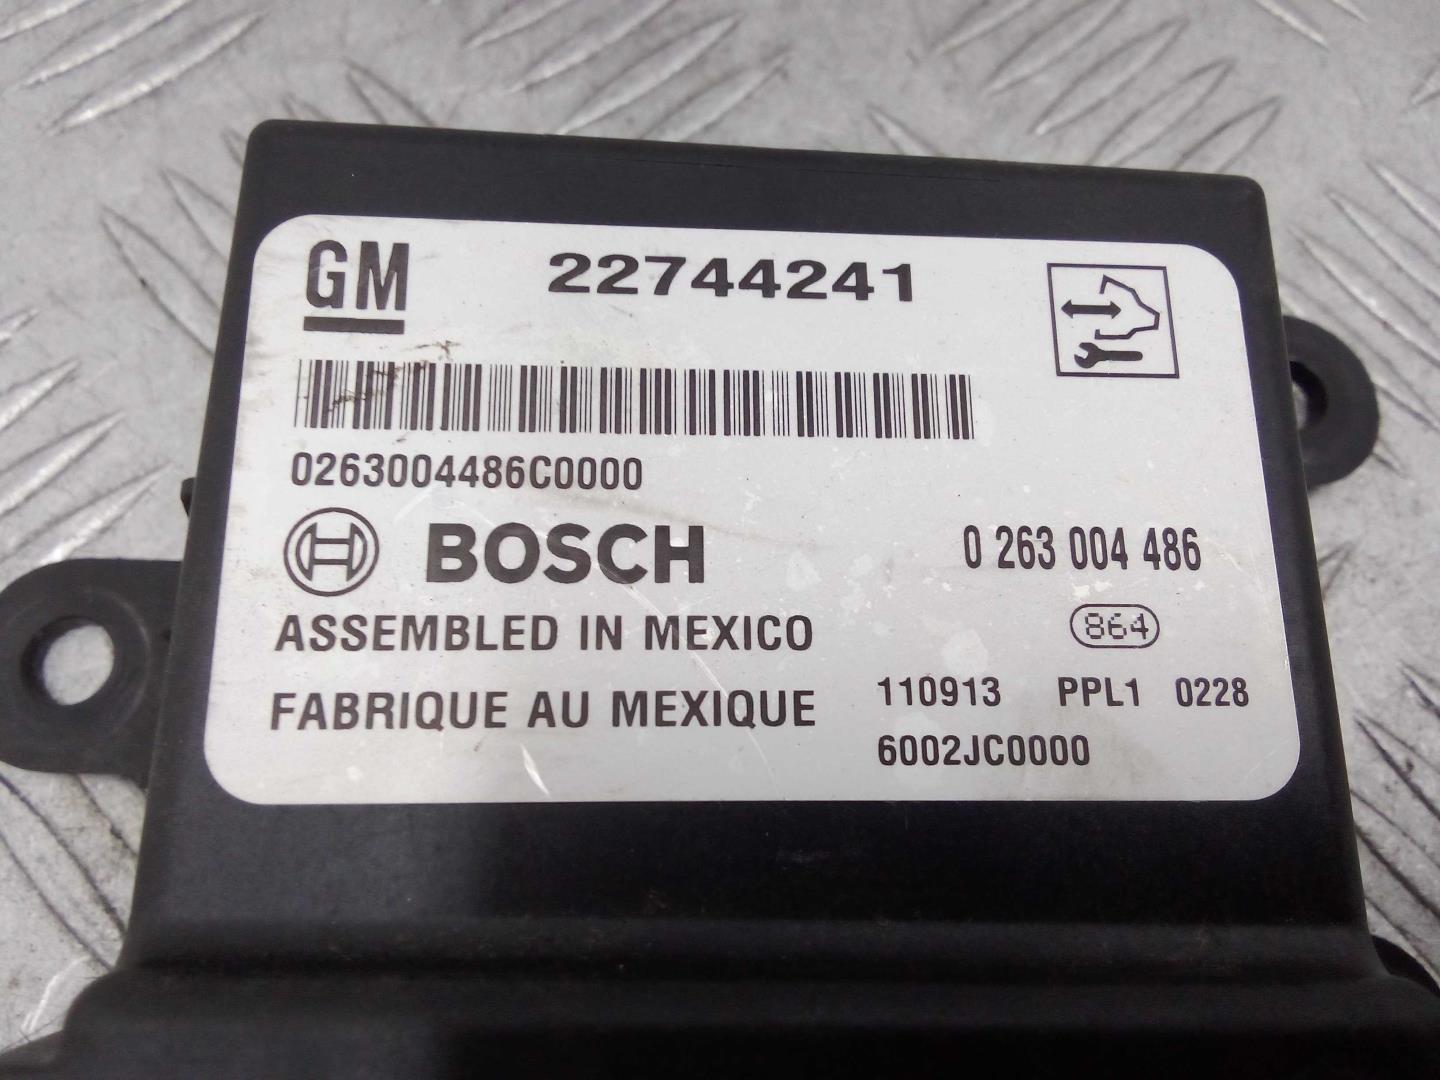 GM 22744241
0263004486C0000
BOSCH 0 263 004 486
ASSEMBLED IN MEXICO 864
FABRIQUE AU MEXIQUE 110913 PPL1 0228
6002JC0000